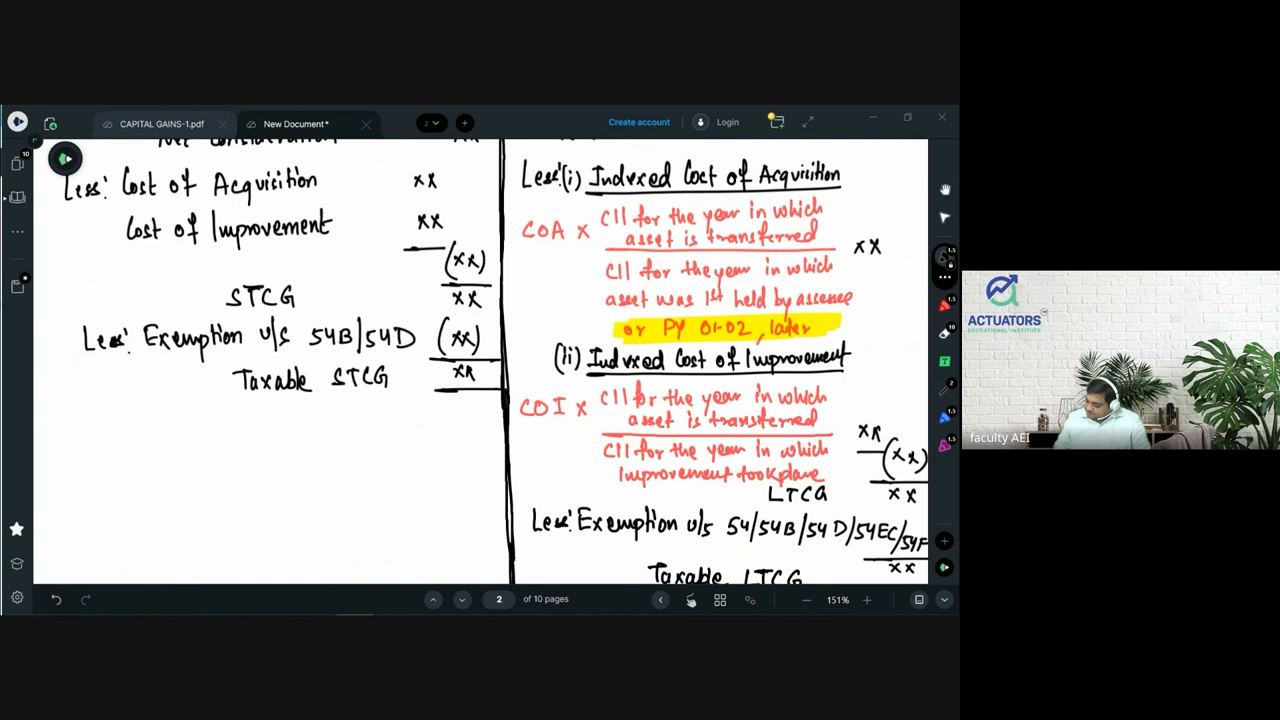 CAPITAL GAINS-1.pdf
New Document*
2
Create account
Login
Less: Cost of Acquisition xx
Cost of Improvement xx
(xx)
STCG xx
Less: Exemption u/s 54B/54D (xx)
Taxable STCG xx
Less: (i) Indexed Cost of Acquisition
COA x CII for the year in which
asset is transferred
xx
CII for the year in which
asset was 1st held by assessee
or PY 01-02, later
(ii) Indexed Cost of Improvement
COI x CII for the year in which
asset is transferred
CII for the year in which
improvement took place
xx
(xx)
LTCG xx
Less: Exemption u/s 54/54B/54D/54EC/54F
xx
Taxable LTCG
2 of 10 pages
151%
ACTUATORS
EDUCATIONAL INSTITUTE
faculty AEI